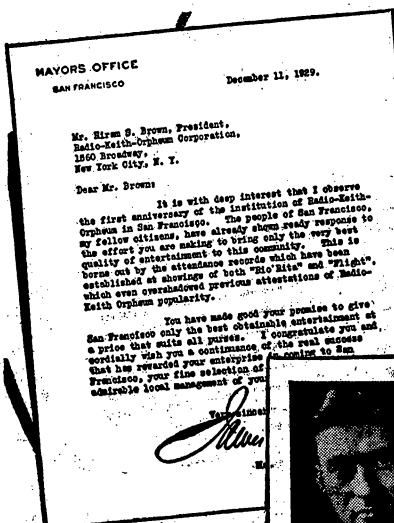 MAYORS OFFICE
SAN FRANCISCO
December 11, 1929.
Mr. Hiram S. Brown, President,
Radio-Keith-Orpheum Corporation,
1560 Broadway,
New York City, N. Y.
Dear Mr. Brown:
It is with deep interest that I observe
the first anniversary of the institution of Radio-Keith-
Orpheum in San Francisco. The people of San Francisco,
my fellow citizens, have already shown ready response to
the effort you are making to bring only the very best
quality of entertainment to this community. This is
borne out by the attendance records which have been
established at showings of both "Rio Rita" and "Flight",
which even overshadowed previous attestations of Radio-
Keith Orpheum popularity.
You have made good your promise to give
San Francisco only the best obtainable entertainment at
a price that suits all purses. I congratulate you and
cordially wish you a continuance of the real success
that has rewarded your enterprise in coming to San
Francisco, your fine selection of
admirable local management of
Very